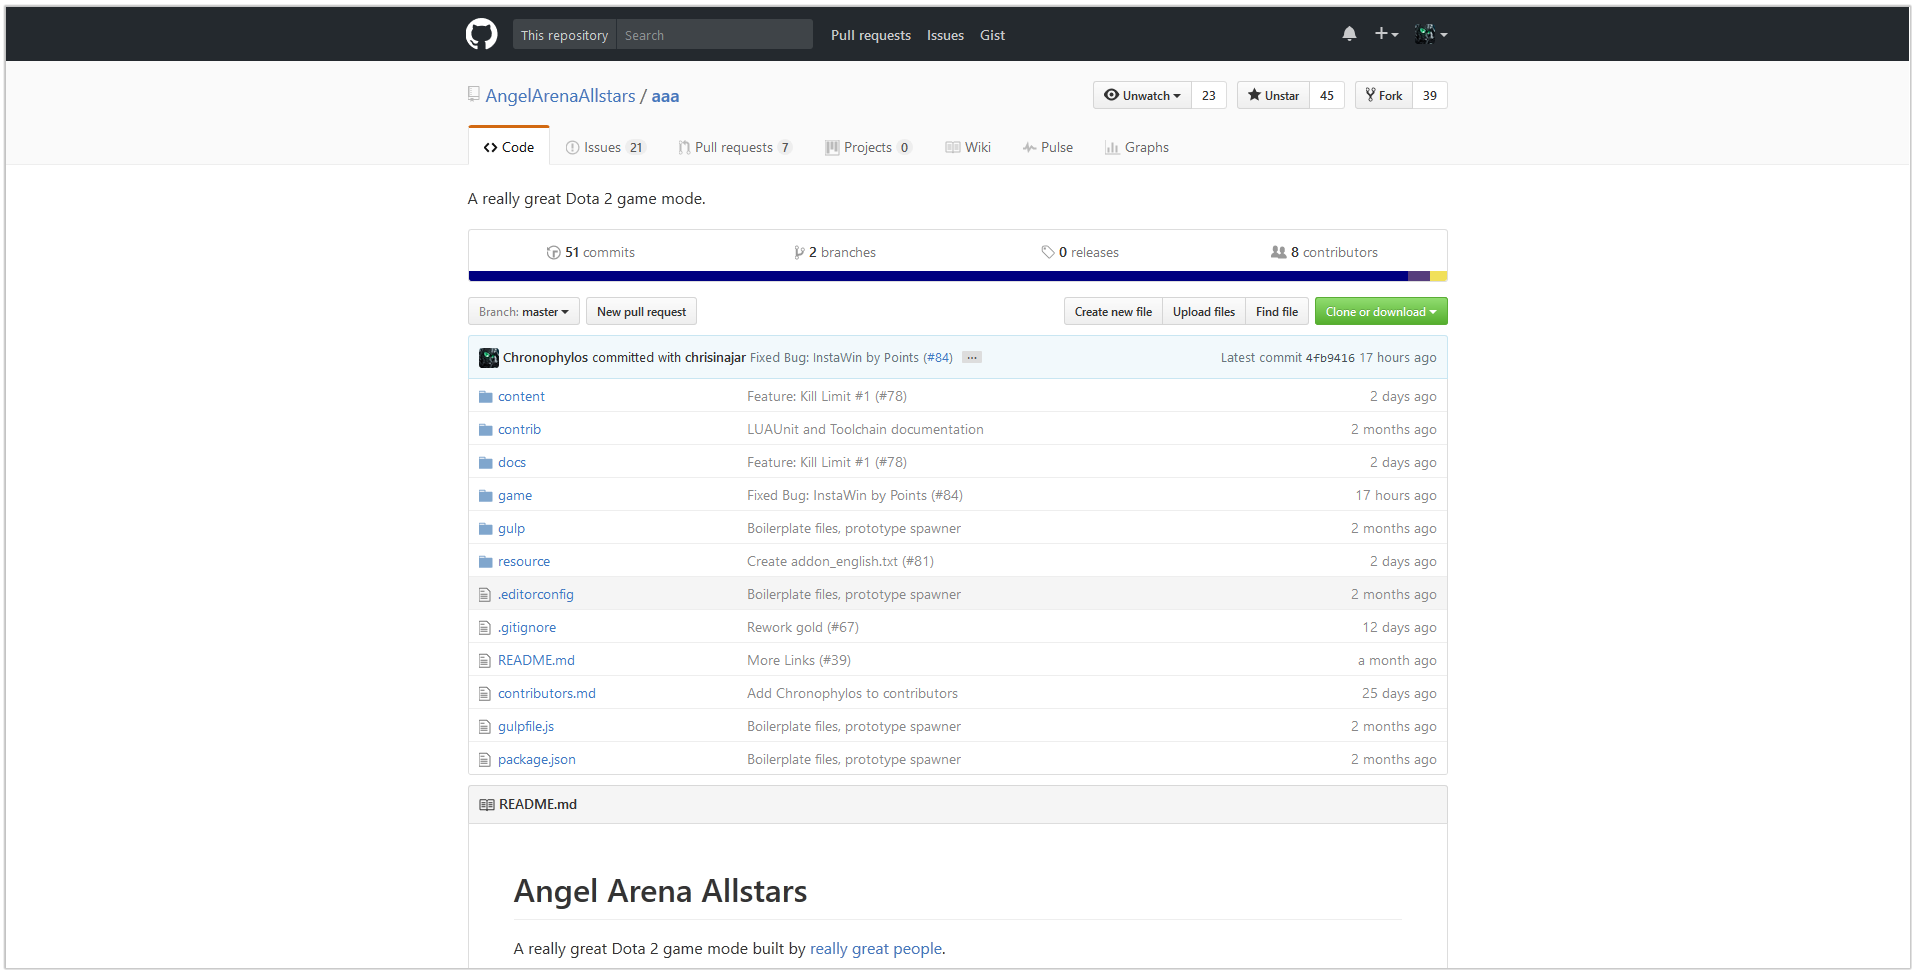 This repository Search Pull requests Issues Gist
AngelArenaAllstars / aaa Unwatch 23 Unstar 45 Fork 39
Code Issues 21 Pull requests 7 Projects 0 Wiki Pulse Graphs
A really great Dota 2 game mode.
51 commits 2 branches 0 releases 8 contributors
Branch: master New pull request Create new file Upload files Find file Clone or download
Chronophylos committed with chrisinajar Fixed Bug: InstaWin by Points (#84) ... Latest commit 4fb9416 17 hours ago
content Feature: Kill Limit #1 (#78) 2 days ago
contrib LUAUnit and Toolchain documentation 2 months ago
docs Feature: Kill Limit #1 (#78) 2 days ago
game Fixed Bug: InstaWin by Points (#84) 17 hours ago
gulp Boilerplate files, prototype spawner 2 months ago
resource Create addon_english.txt (#81) 2 days ago
.editorconfig Boilerplate files, prototype spawner 2 months ago
.gitignore Rework gold (#67) 12 days ago
README.md More Links (#39) a month ago
contributors.md Add Chronophylos to contributors 25 days ago
gulpfile.js Boilerplate files, prototype spawner 2 months ago
package.json Boilerplate files, prototype spawner 2 months ago
README.md
Angel Arena Allstars
A really great Dota 2 game mode built by really great people.